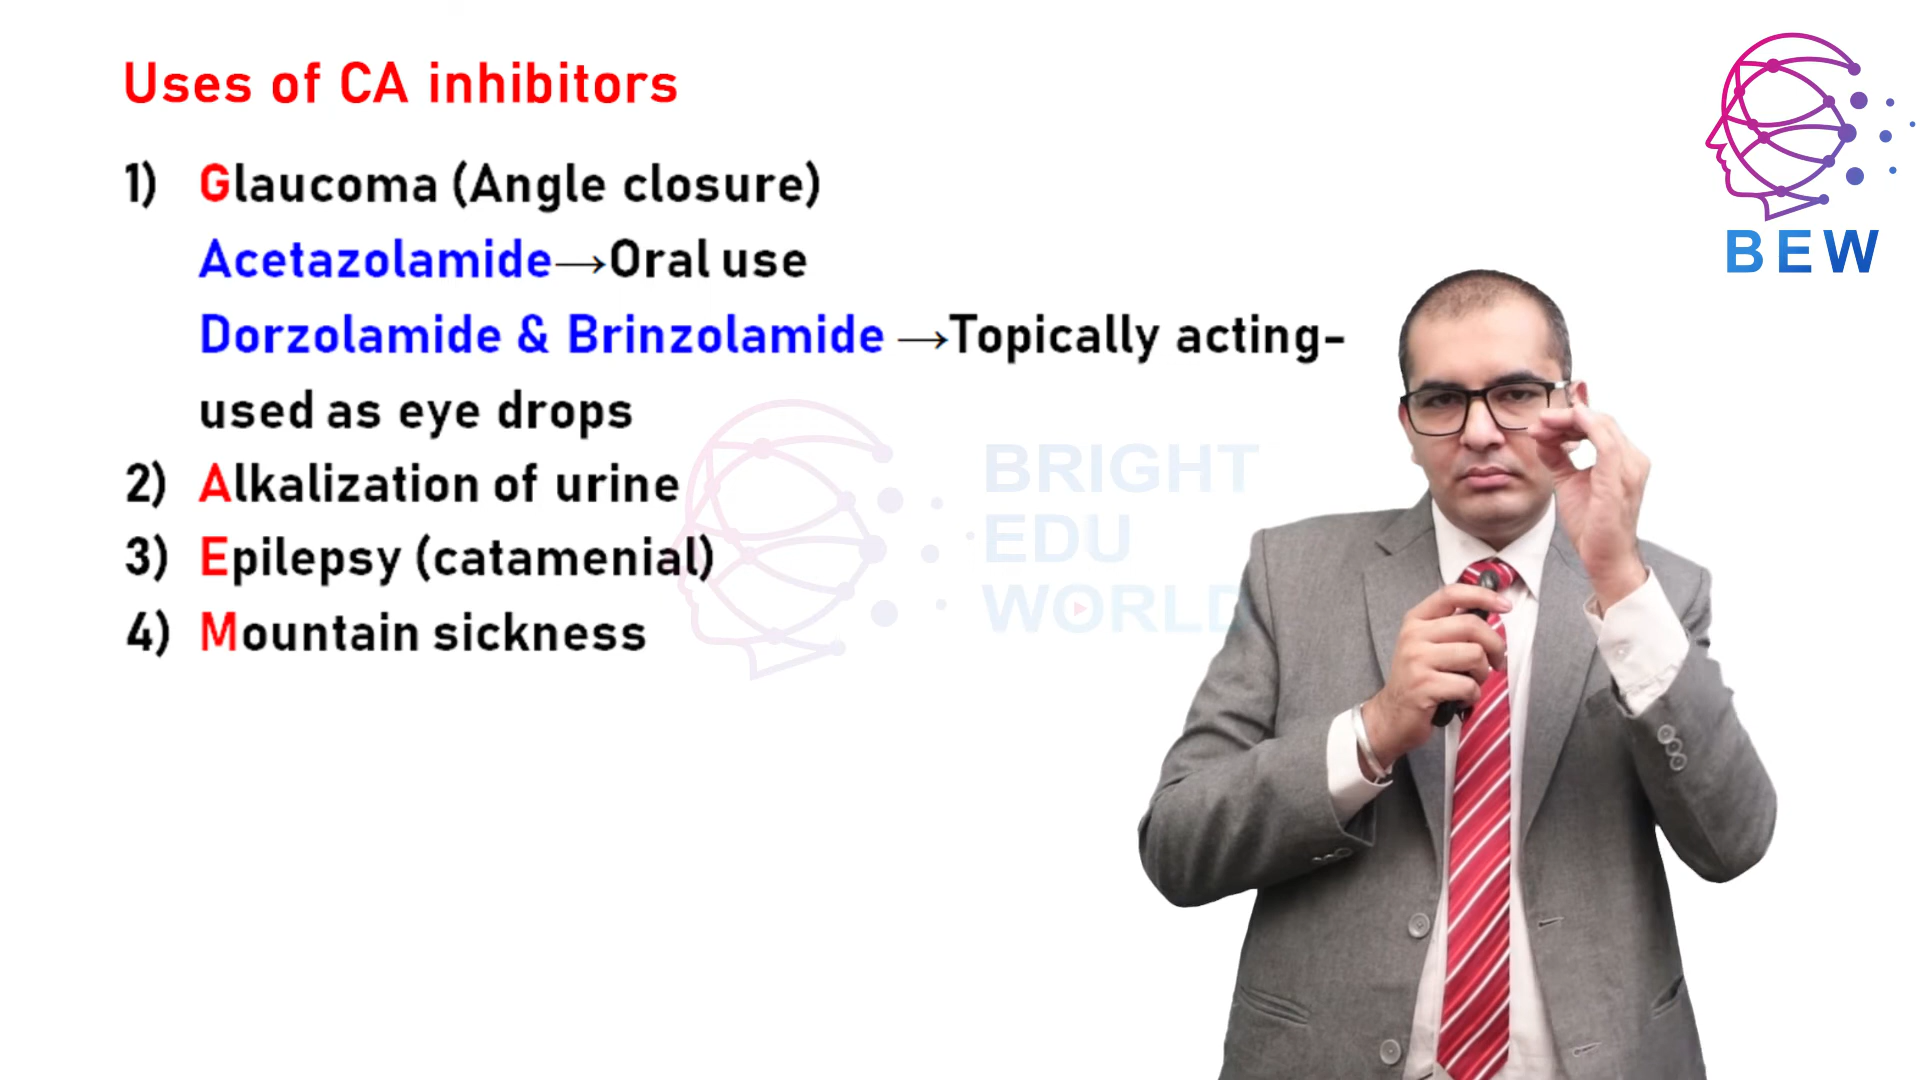 Uses of CA inhibitors
1) Glaucoma (Angle closure)
Acetazolamide→Oral use
Dorzolamide & Brinzolamide →Topically acting-
used as eye drops
2) Alkalization of urine
3) Epilepsy (catamenial)
4) Mountain sickness
BEW
BRIGHT
EDU
WORLD